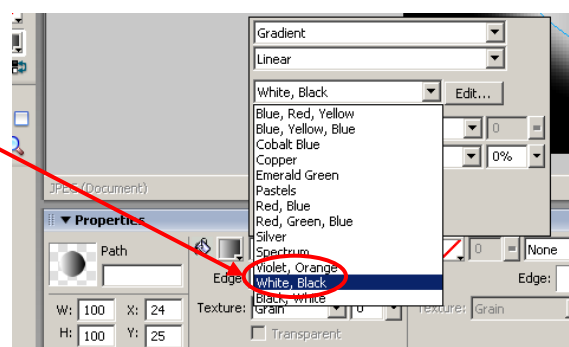 Gradient
Linear
White, Black Edit...
Blue, Red, Yellow
Blue, Yellow, Blue
Cobalt Blue
Copper
Emerald Green
Pastels
Red, Blue
Red, Green, Blue
Silver
Spectrum
Violet, Orange
White, Black
Black, White
0
0%
JPEG (Document)
Properties
Path
0 None
Edge Edge:
W: 100 X: 24 Texture: Grain 0 Texture: Grain
H: 100 Y: 25 Transparent